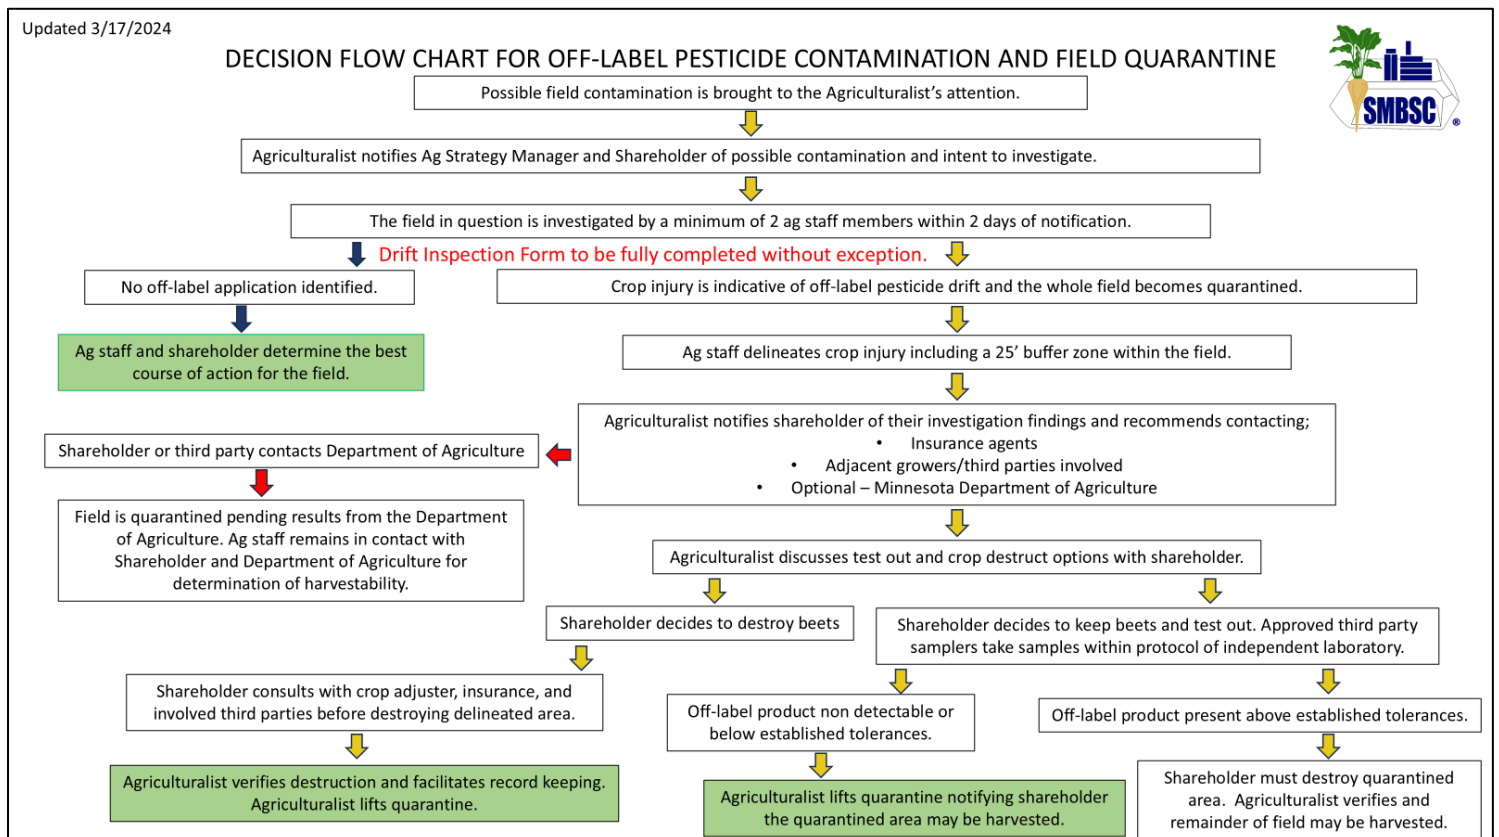 Updated 3/17/2024
DECISION FLOW CHART FOR OFF-LABEL PESTICIDE CONTAMINATION AND FIELD QUARANTINE
SMBSC
®
Possible field contamination is brought to the Agriculturalist's attention.
Agriculturalist notifies Ag Strategy Manager and Shareholder of possible contamination and intent to investigate.
The field in question is investigated by a minimum of 2 ag staff members within 2 days of notification.
Drift Inspection Form to be fully completed without exception.
No off-label application identified.
Crop injury is indicative of off-label pesticide drift and the whole field becomes quarantined.
Ag staff and shareholder determine the best
course of action for the field.
Ag staff delineates crop injury including a 25' buffer zone within the field.
Agriculturalist notifies shareholder of their investigation findings and recommends contacting;
• Insurance agents
• Adjacent growers/third parties involved
• Optional – Minnesota Department of Agriculture
Shareholder or third party contacts Department of Agriculture
Field is quarantined pending results from the Department
of Agriculture. Ag staff remains in contact with
Shareholder and Department of Agriculture for
determination of harvestability.
Agriculturalist discusses test out and crop destruct options with shareholder.
Shareholder decides to destroy beets
Shareholder decides to keep beets and test out. Approved third party
samplers take samples within protocol of independent laboratory.
Shareholder consults with crop adjuster, insurance, and
involved third parties before destroying delineated area.
Off-label product non detectable or
below established tolerances.
Off-label product present above established tolerances.
Agriculturalist verifies destruction and facilitates record keeping.
Agriculturalist lifts quarantine.
Agriculturalist lifts quarantine notifying shareholder
the quarantined area may be harvested.
Shareholder must destroy quarantined
area. Agriculturalist verifies and
remainder of field may be harvested.